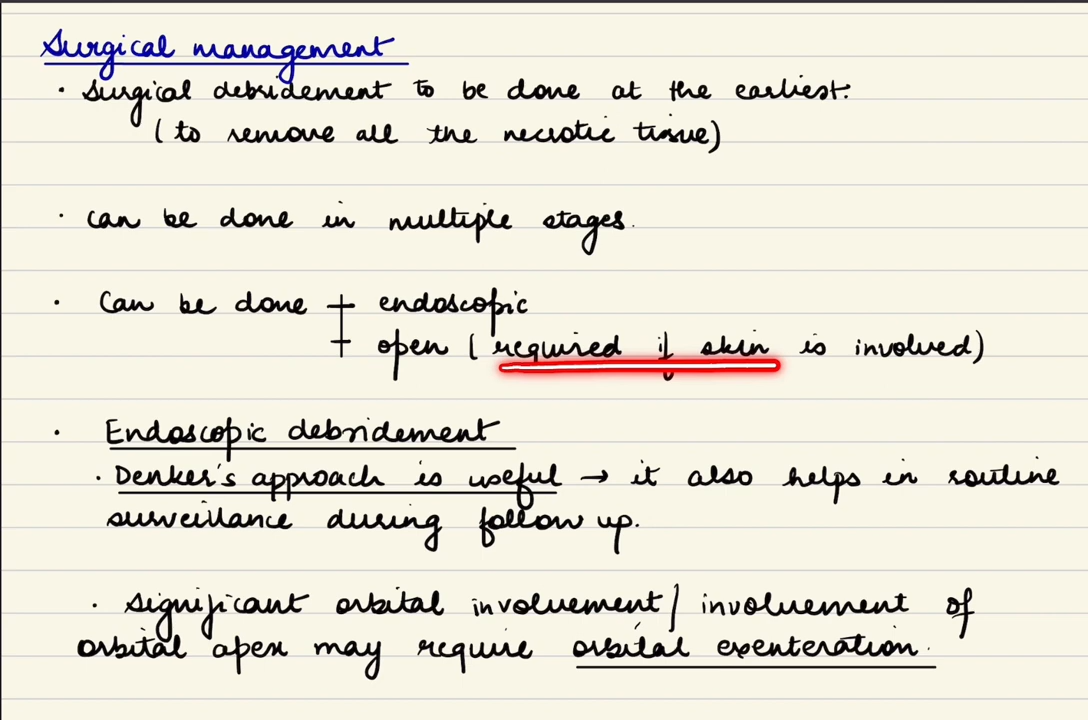 Surgical management
· Surgical debridement to be done at the earliest.
(to remove all the necrotic tissue)
· Can be done in multiple stages.
· Can be done endoscopic
open (required if skin is involved)
· Endoscopic debridement
· Denker's approach is useful → it also helps in routine
surveillance during follow up.
· Significant orbital involvement/involvement of
orbital apex may require orbital exenteration.